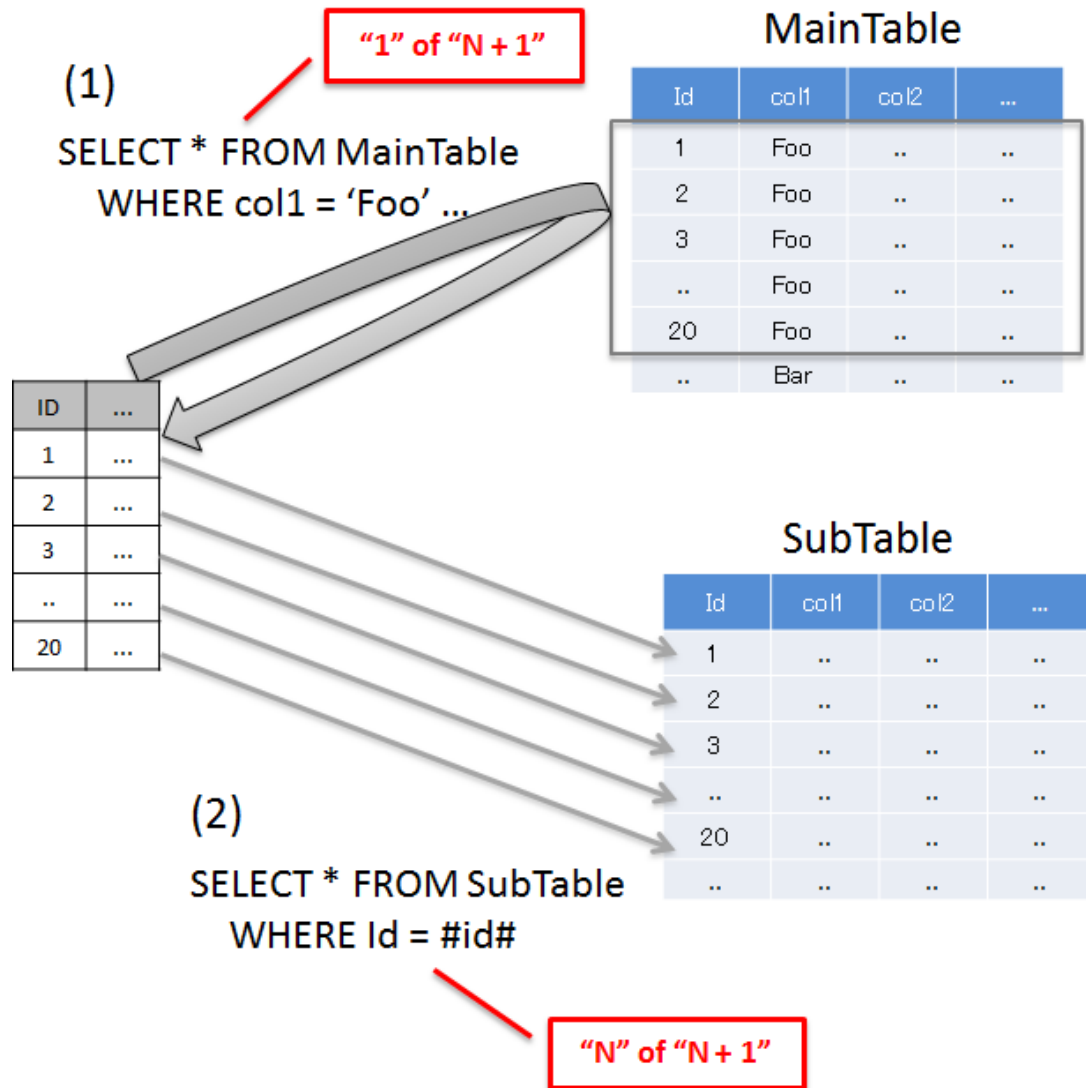 “1” of “N + 1”
MainTable
(1)
SELECT * FROM MainTable
WHERE col1 = ‘Foo’ ...
Id col1 col2 ...
1 Foo .. ..
2 Foo .. ..
3 Foo .. ..
.. Foo .. ..
20 Foo .. ..
.. Bar .. ..
ID ...
1 ...
2 ...
3 ...
.. ...
20 ...
SubTable
Id col1 col2 ...
1 .. .. ..
2 .. .. ..
3 .. .. ..
.. .. .. ..
20 .. .. ..
.. .. .. ..
(2)
SELECT * FROM SubTable
WHERE Id = #id#
“N” of “N + 1”